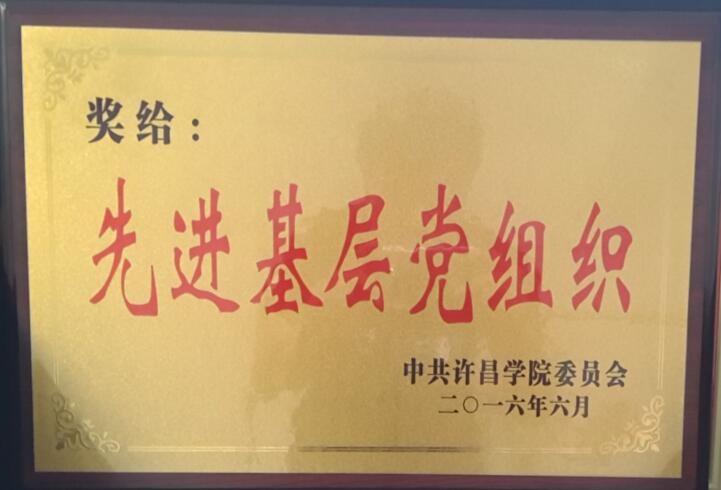 奖给：
先进基层党组织
中共许昌学院委员会
二〇一六年六月